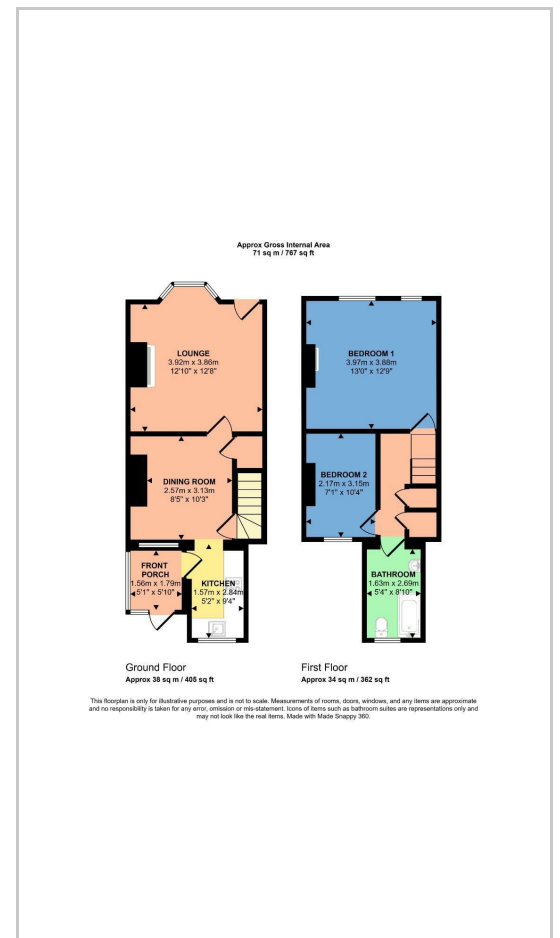 Approx Gross Internal Area
71 sq m / 767 sq ft
LOUNGE
3.92m x 3.86m
12'10" x 12'8"
DINING ROOM
2.57m x 3.13m
8'5" x 10'3"
FRONT
PORCH
1.56m x 1.79m
5'1" x 5'10"
KITCHEN
1.57m x 2.84m
5'2" x 9'4"
Ground Floor
Approx 38 sq m / 405 sq ft
BEDROOM 1
3.97m x 3.88m
13'0" x 12'9"
BEDROOM 2
2.17m x 3.15m
7'1" x 10'4"
BATHROOM
1.63m x 2.69m
5'4" x 8'10"
First Floor
Approx 34 sq m / 362 sq ft
This floorplan is only for illustrative purposes and is not to scale. Measurements of rooms, doors, windows, and any items are approximate
and no responsibility is taken for any error, omission or mis-statement. Icons of items such as bathroom suites are representations only and
may not look like the real items. Made with Made Snappy 360.